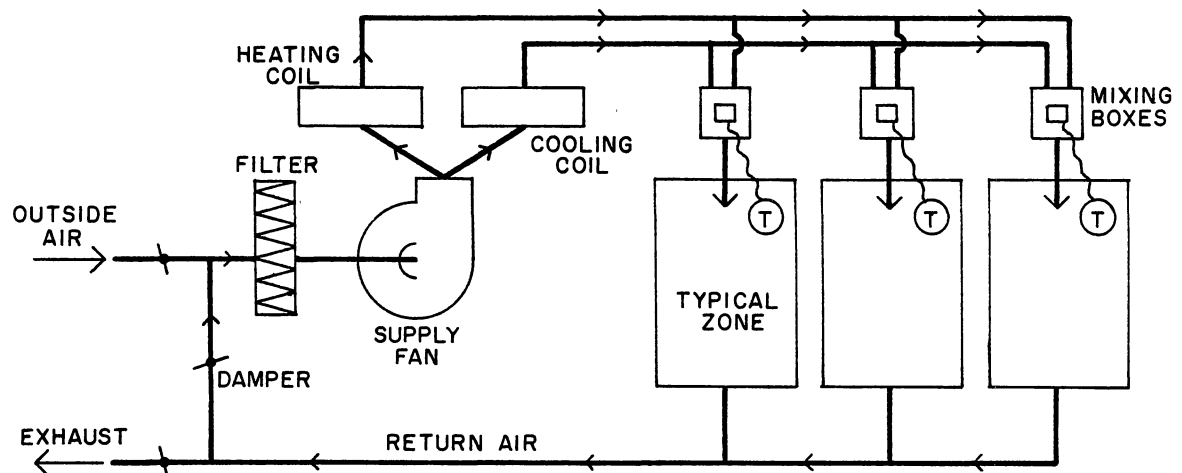 HEATING
COIL
COOLING
COIL
MIXING
BOXES
FILTER
OUTSIDE
AIR
T
T
T
TYPICAL
ZONE
SUPPLY
FAN
DAMPER
EXHAUST
RETURN AIR